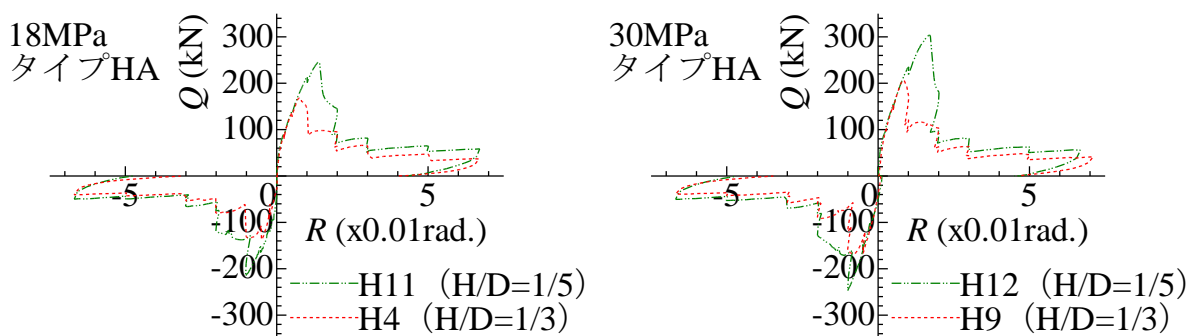 18MPa
タイプHA
Q (kN)
300
200
100
-5
0
5
-100
-200
-300
R (x0.01rad.)
H11（H/D=1/5）
H4（H/D=1/3）
30MPa
タイプHA
Q (kN)
300
200
100
-5
0
5
-100
-200
-300
R (x0.01rad.)
H12（H/D=1/5）
H9（H/D=1/3）